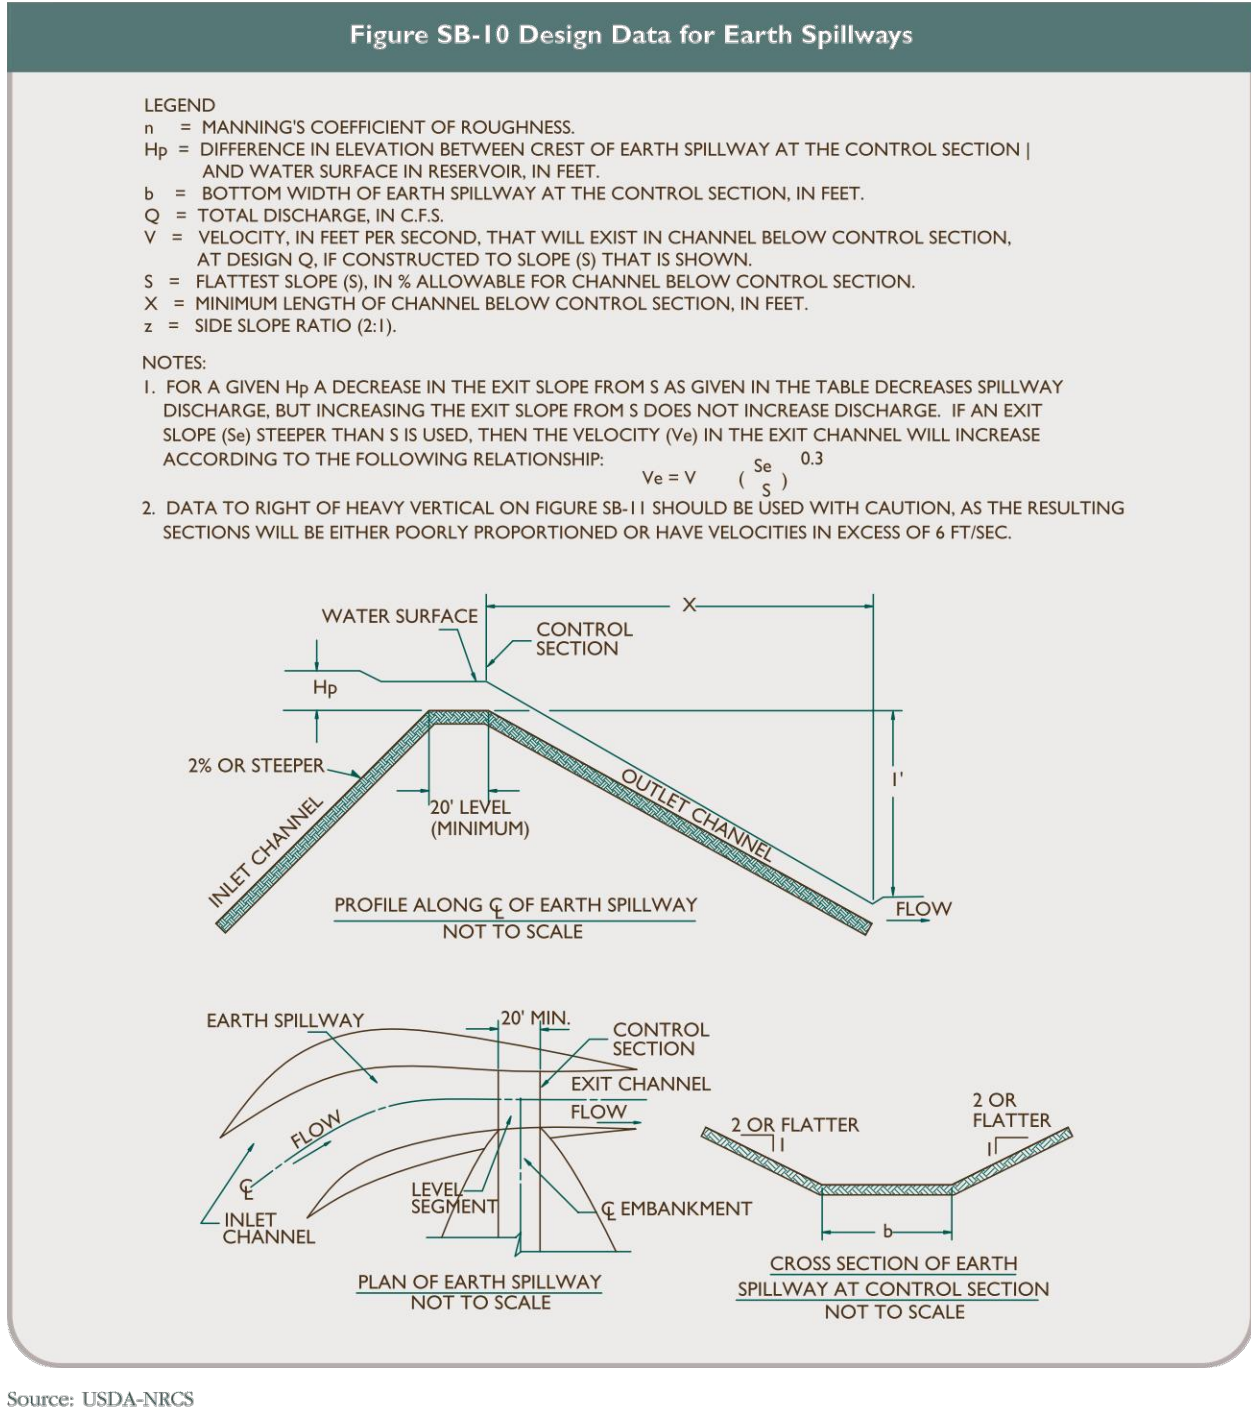 Figure SB-10 Design Data for Earth Spillways
LEGEND
n = MANNING'S COEFFICIENT OF ROUGHNESS.
Hp = DIFFERENCE IN ELEVATION BETWEEN CREST OF EARTH SPILLWAY AT THE CONTROL SECTION |
AND WATER SURFACE IN RESERVOIR, IN FEET.
b = BOTTOM WIDTH OF EARTH SPILLWAY AT THE CONTROL SECTION, IN FEET.
Q = TOTAL DISCHARGE, IN C.F.S.
V = VELOCITY, IN FEET PER SECOND, THAT WILL EXIST IN CHANNEL BELOW CONTROL SECTION,
AT DESIGN Q, IF CONSTRUCTED TO SLOPE (S) THAT IS SHOWN.
S = FLATTEST SLOPE (S), IN % ALLOWABLE FOR CHANNEL BELOW CONTROL SECTION.
X = MINIMUM LENGTH OF CHANNEL BELOW CONTROL SECTION, IN FEET.
z = SIDE SLOPE RATIO (2:1).
NOTES:
1. FOR A GIVEN Hp A DECREASE IN THE EXIT SLOPE FROM S AS GIVEN IN THE TABLE DECREASES SPILLWAY
DISCHARGE, BUT INCREASING THE EXIT SLOPE FROM S DOES NOT INCREASE DISCHARGE. IF AN EXIT
SLOPE (Se) STEEPER THAN S IS USED, THEN THE VELOCITY (Ve) IN THE EXIT CHANNEL WILL INCREASE
ACCORDING TO THE FOLLOWING RELATIONSHIP:
Ve = V ( Se S ) 0.3
2. DATA TO RIGHT OF HEAVY VERTICAL ON FIGURE SB-11 SHOULD BE USED WITH CAUTION, AS THE RESULTING
SECTIONS WILL BE EITHER POORLY PROPORTIONED OR HAVE VELOCITIES IN EXCESS OF 6 FT/SEC.
X
WATER SURFACE
CONTROL
SECTION
Hp
2% OR STEEPER
1'
20' LEVEL
(MINIMUM)
INLET CHANNEL
OUTLET CHANNEL
PROFILE ALONG ℄ OF EARTH SPILLWAY
NOT TO SCALE
FLOW
EARTH SPILLWAY
20' MIN.
CONTROL
SECTION
EXIT CHANNEL
FLOW
FLOW
℄
LEVEL
SEGMENT
℄ EMBANKMENT
INLET
CHANNEL
PLAN OF EARTH SPILLWAY
NOT TO SCALE
2 OR FLATTER
1
2 OR
FLATTER
1
b
CROSS SECTION OF EARTH
SPILLWAY AT CONTROL SECTION
NOT TO SCALE
Source: USDA-NRCS